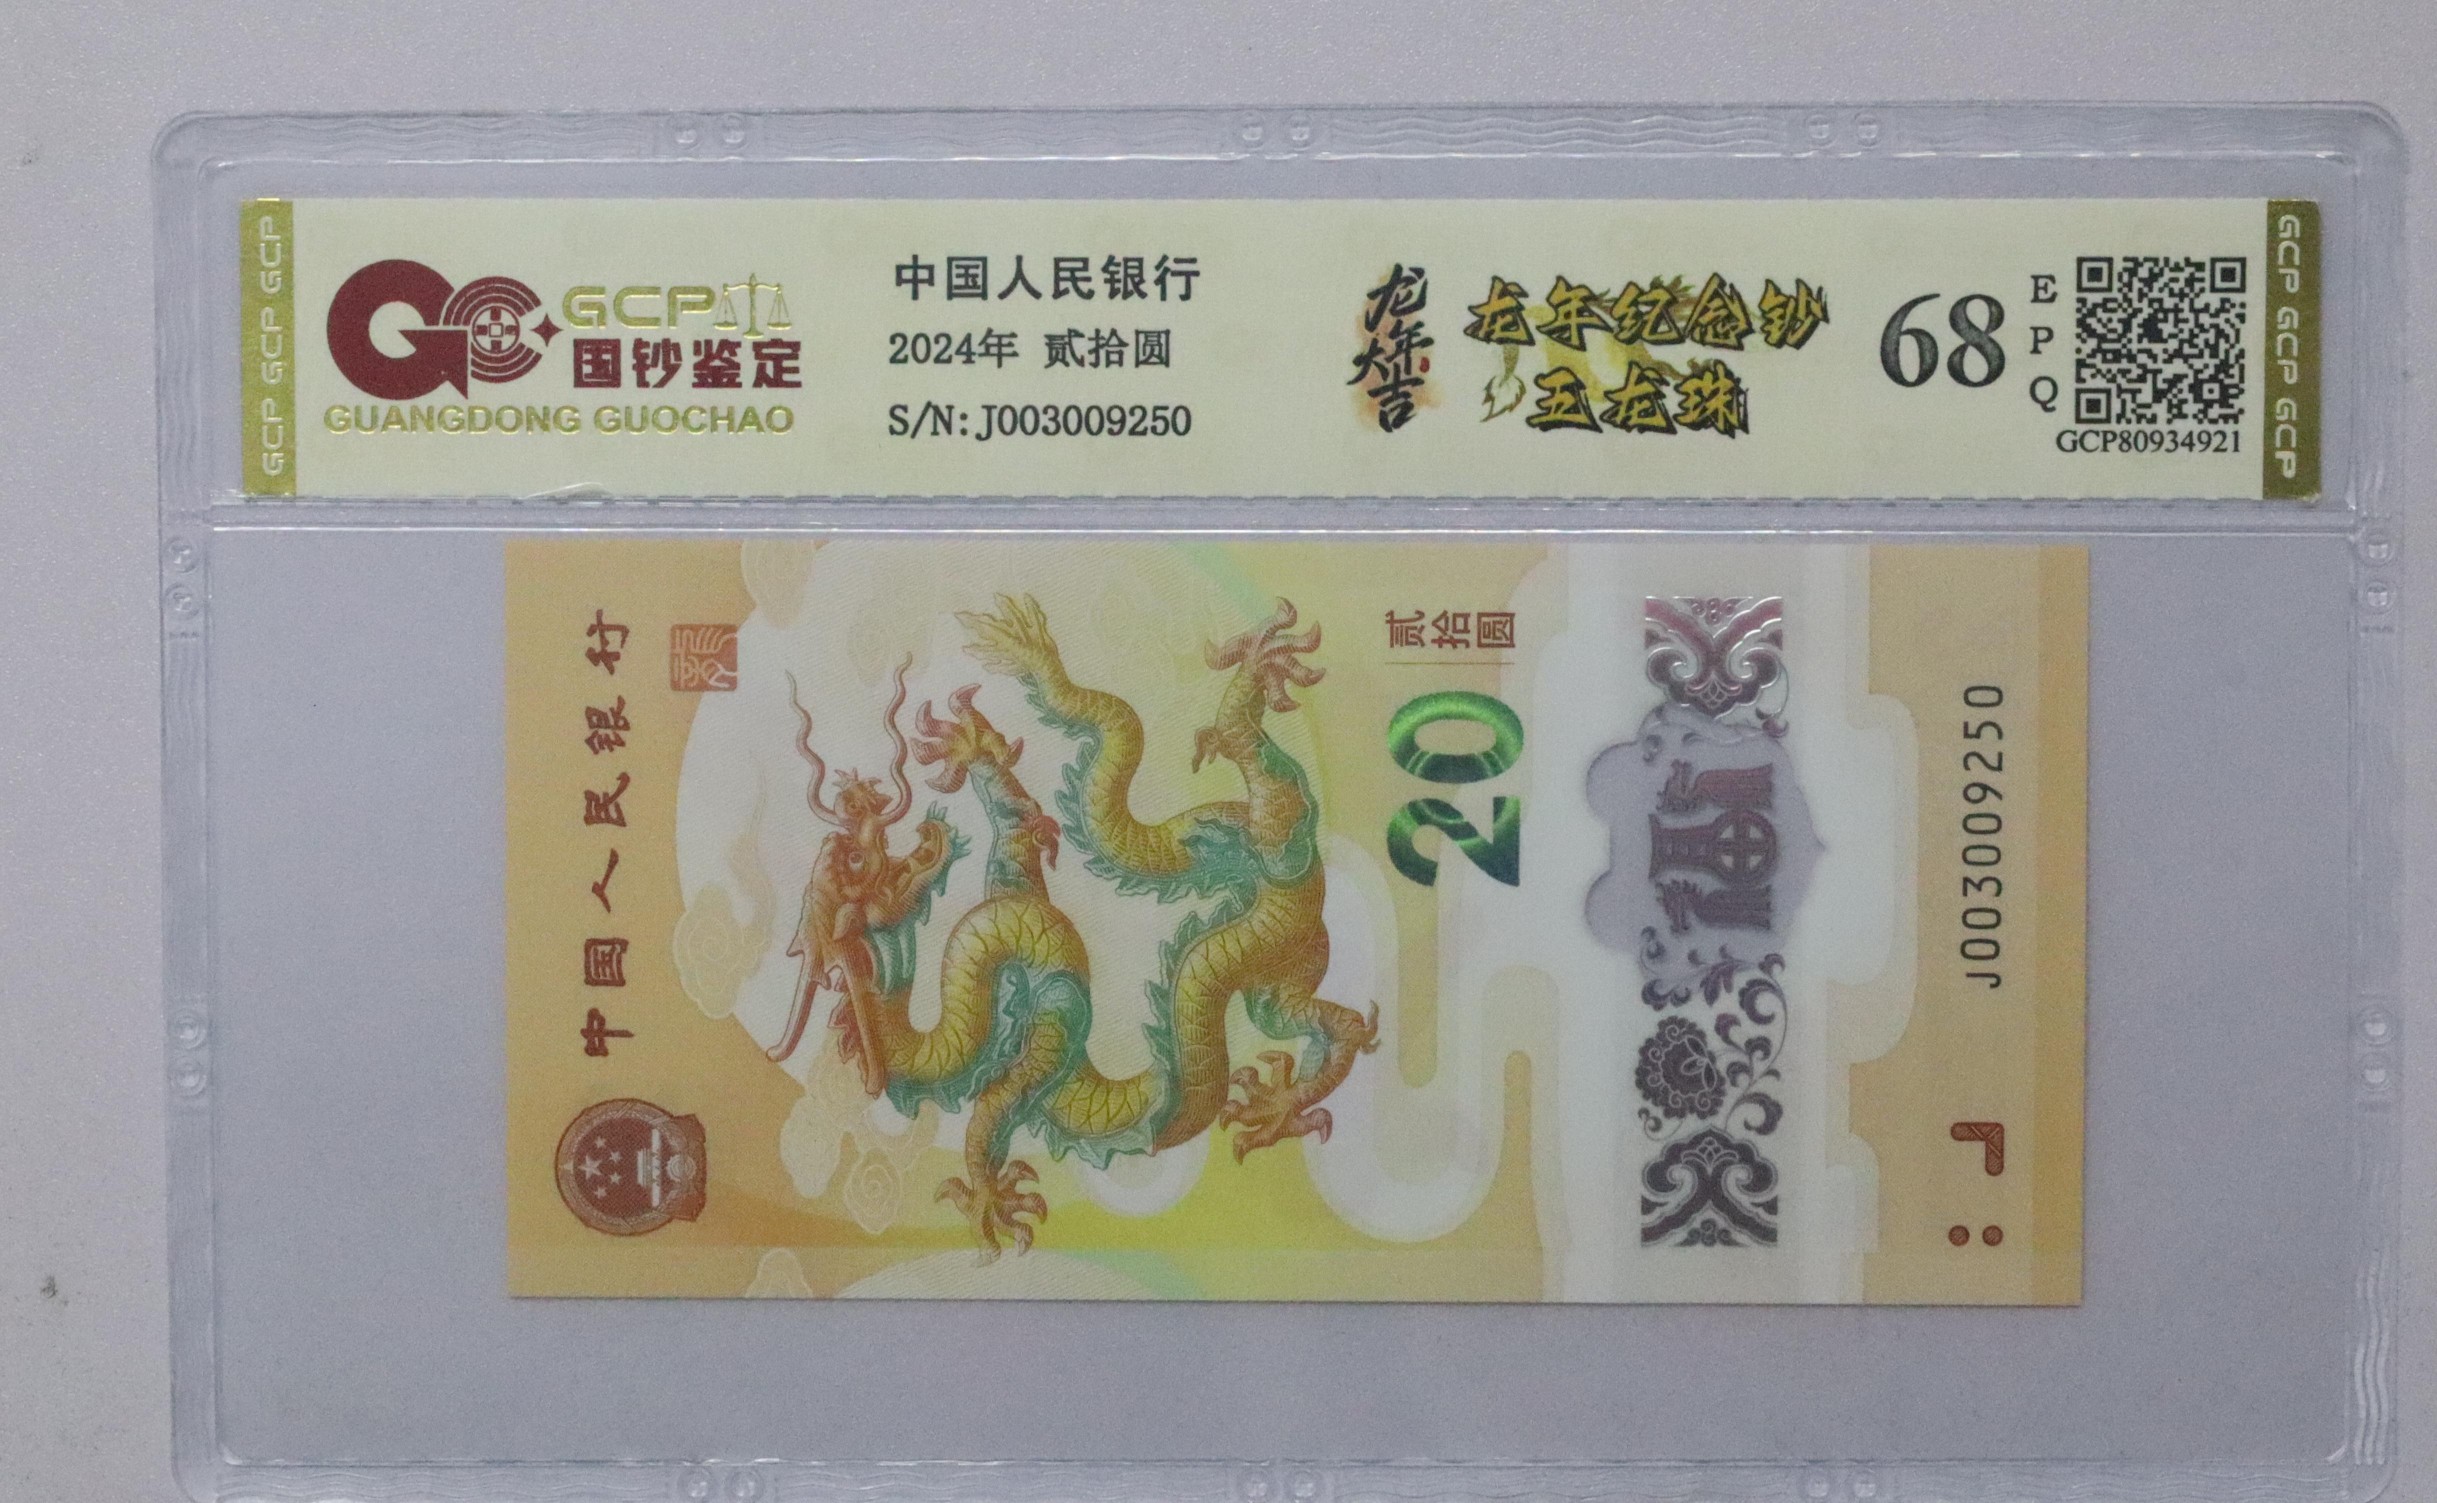 GCP GCP GCP
GCP
国钞鉴定
GUANGDONG GUOCHAO
中国人民银行
2024年 贰拾圆
S/N: J003009250
龙年大吉
龙年纪念钞
五龙珠
68
EPQ
GCP80934921
GCP GCP GCP
中国人民银行
贰拾圆
20
福
J003009250